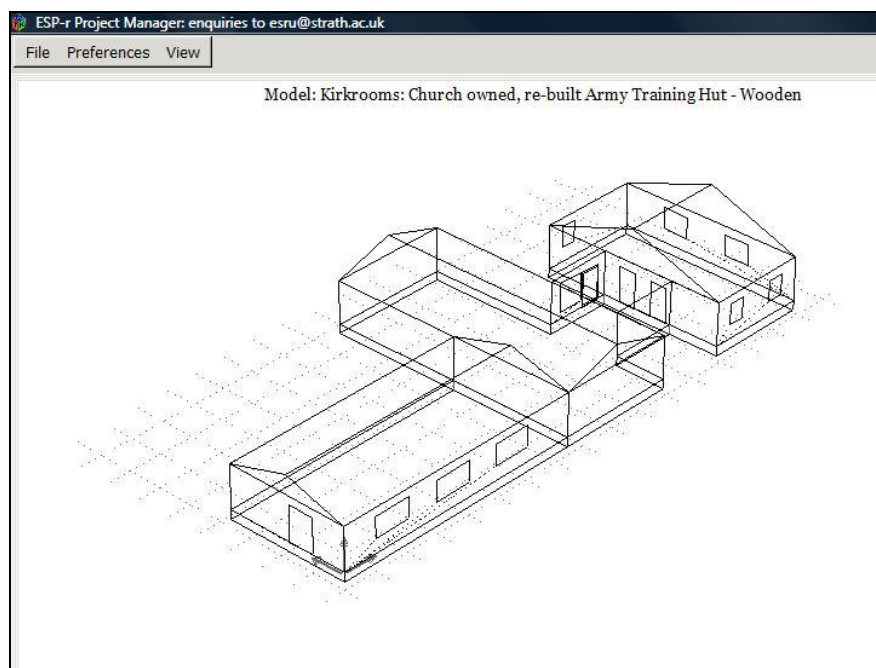 ESP-r Project Manager: enquiries to esru@strath.ac.uk
File Preferences View
Model: Kirkrooms: Church owned, re-built Army Training Hut - Wooden